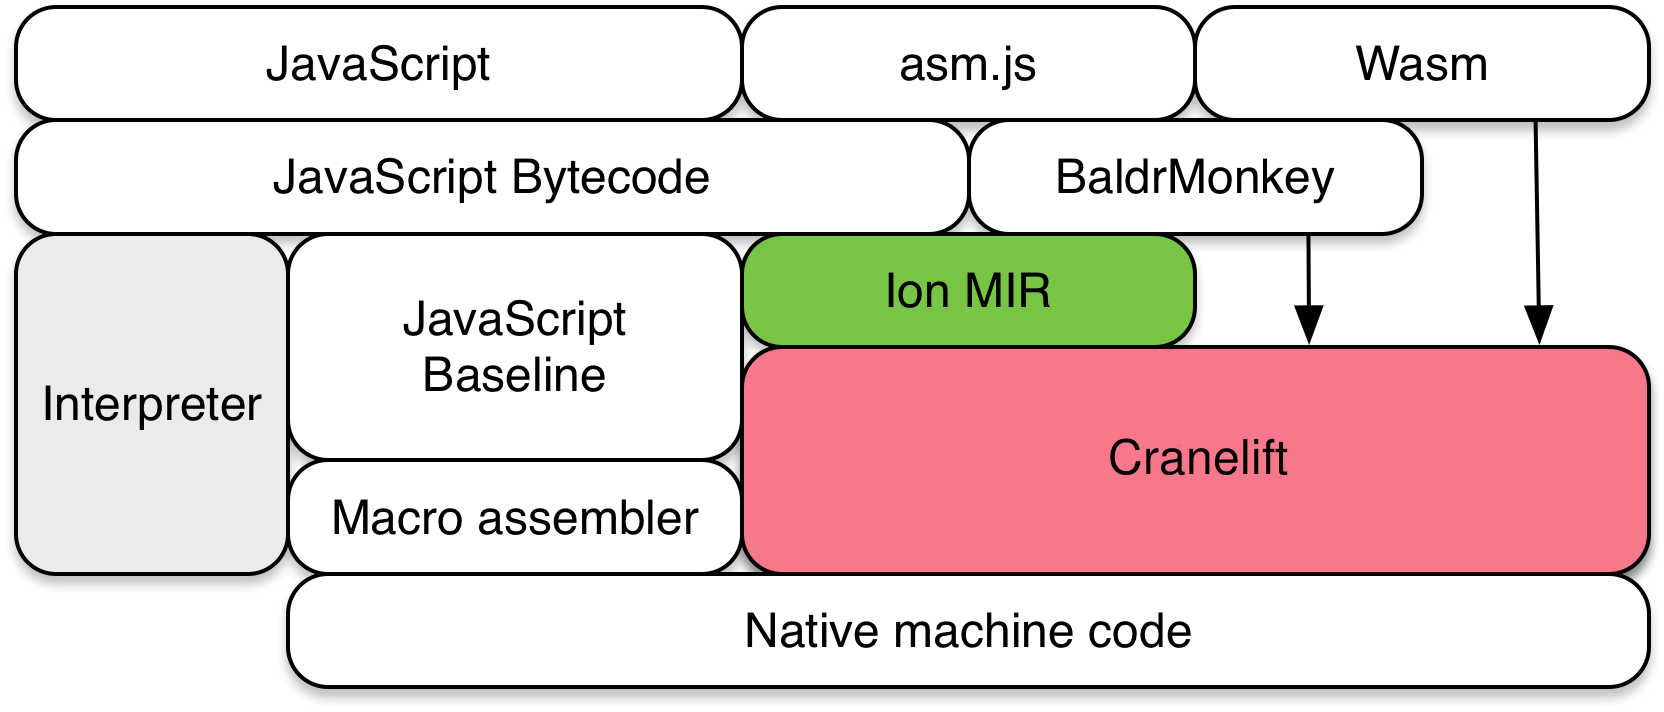 JavaScript
asm.js
Wasm
JavaScript Bytecode
BaldrMonkey
Interpreter
JavaScript
Baseline
Ion MIR
Cranelift
Macro assembler
Native machine code